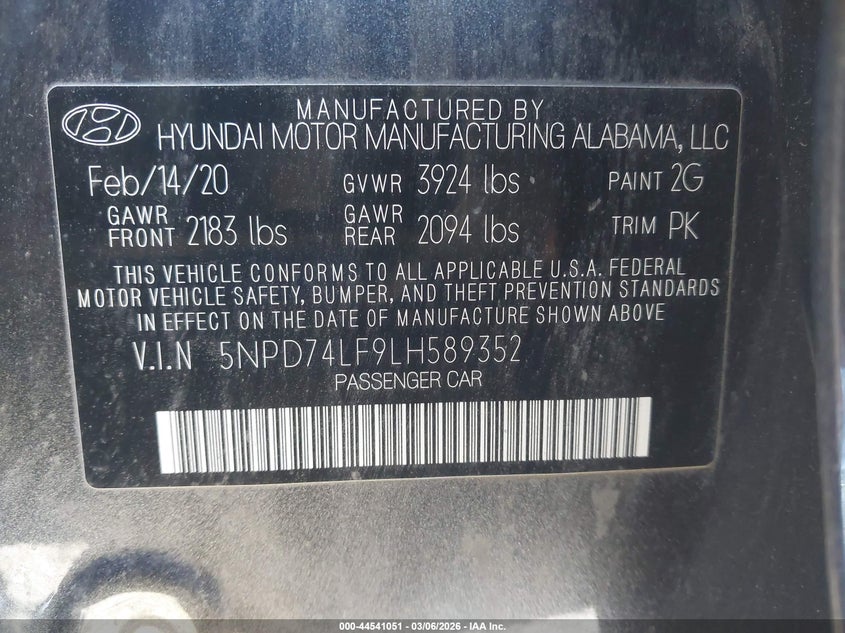 MANUFACTURED BY
HYUNDAI MOTOR MANUFACTURING ALABAMA, LLC
Feb/14/20 GVWR 3924 lbs PAINT 2G
GAWR FRONT 2183 lbs GAWR REAR 2094 lbs TRIM PK
THIS VEHICLE CONFORMS TO ALL APPLICABLE U.S.A. FEDERAL
MOTOR VEHICLE SAFETY, BUMPER, AND THEFT PREVENTION STANDARDS
IN EFFECT ON THE DATE OF MANUFACTURE SHOWN ABOVE
V.I.N 5NPD74LF9LH589352
PASSENGER CAR
000-44541051 - 03/06/2026 - IAA Inc.